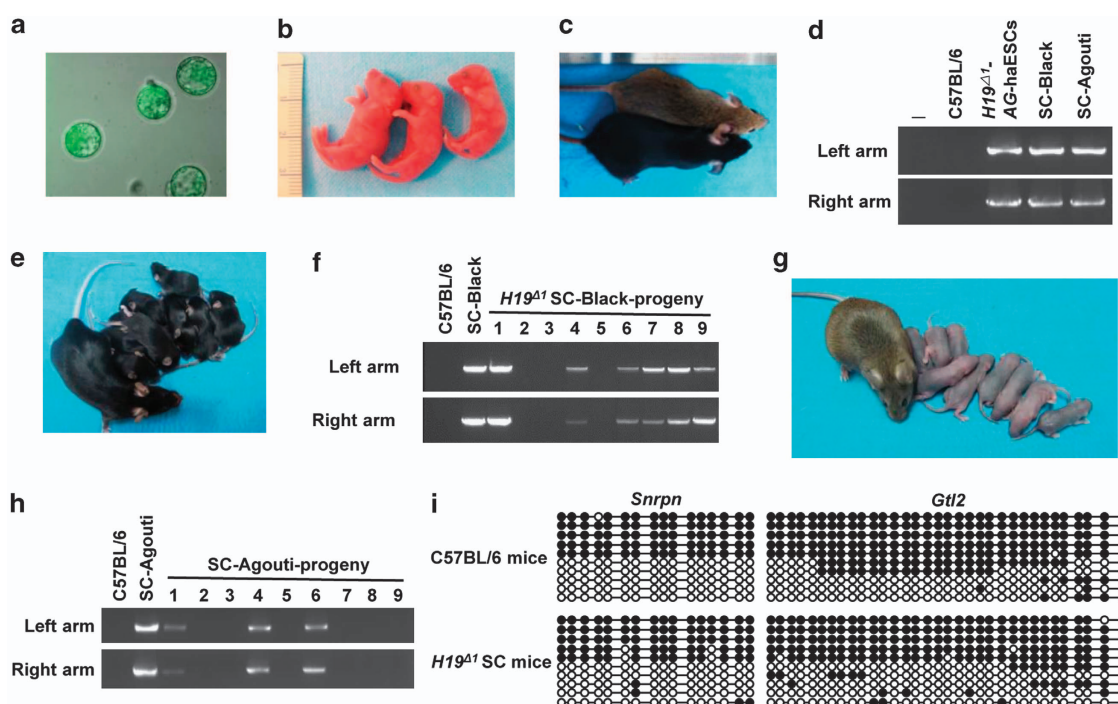 a
b
c
d
–
C57BL/6
H19Δ1-
AG-haESCs
SC-Black
SC-Agouti
Left arm
Right arm
e
f
C57BL/6
SC-Black
H19Δ1 SC-Black-progeny
1 2 3 4 5 6 7 8 9
Left arm
Right arm
g
h
C57BL/6
SC-Agouti
SC-Agouti-progeny
1 2 3 4 5 6 7 8 9
Left arm
Right arm
i
Snrpn
Gtl2
C57BL/6 mice
H19Δ1 SC mice